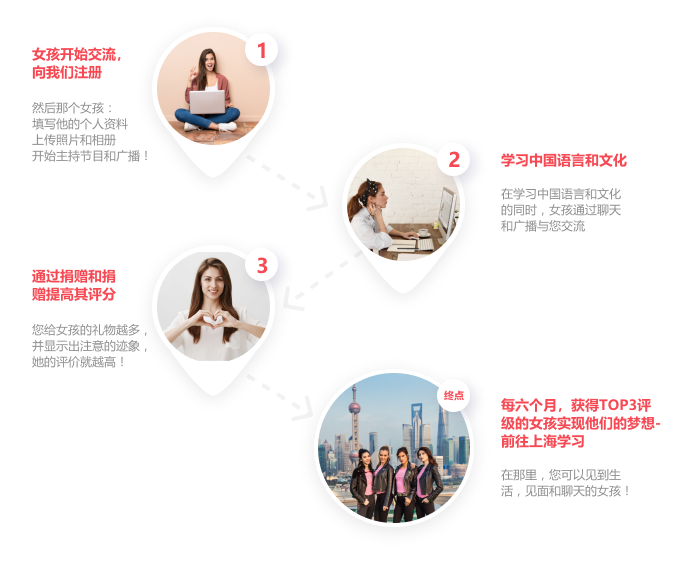 1
女孩开始交流，
向我们注册
然后那个女孩：
填写他的个人资料
上传照片和相册
开始主持节目和广播！
2
学习中国语言和文化
在学习中国语言和文化
的同时，女孩通过聊天
和广播与您交流
3
通过捐赠和捐
赠提高其评分
您给女孩的礼物越多，
并显示出注意的迹象，
她的评价就越高！
终点
每六个月，获得TOP3评
级的女孩实现他们的梦想-
前往上海学习
在那里，您可以见到生
活，见面和聊天的女孩！